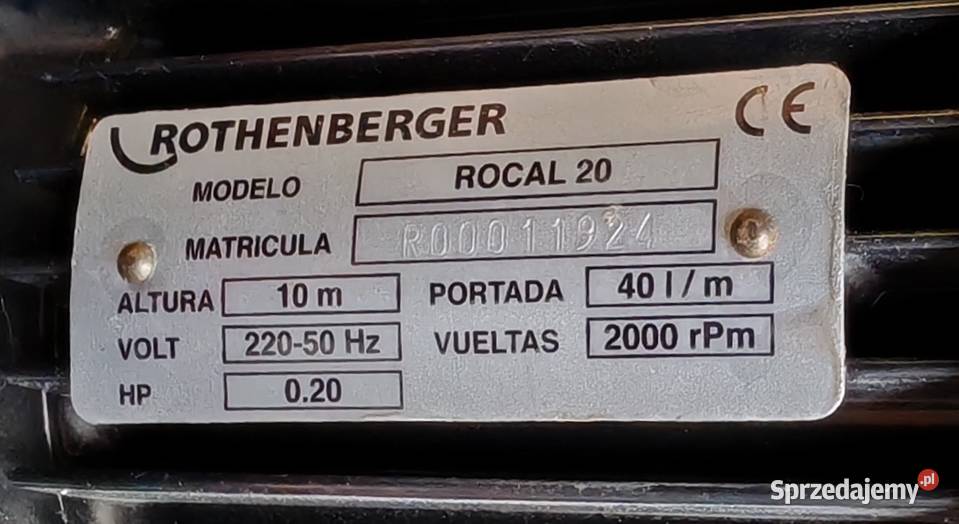 ROTHENBERGER CE
MODELO ROCAL 20
MATRICULA R00011924
ALTURA 10 m PORTADA 40 l / m
VOLT 220-50 Hz VUELTAS 2000 rPm
HP 0.20
Sprzedajemy.pl